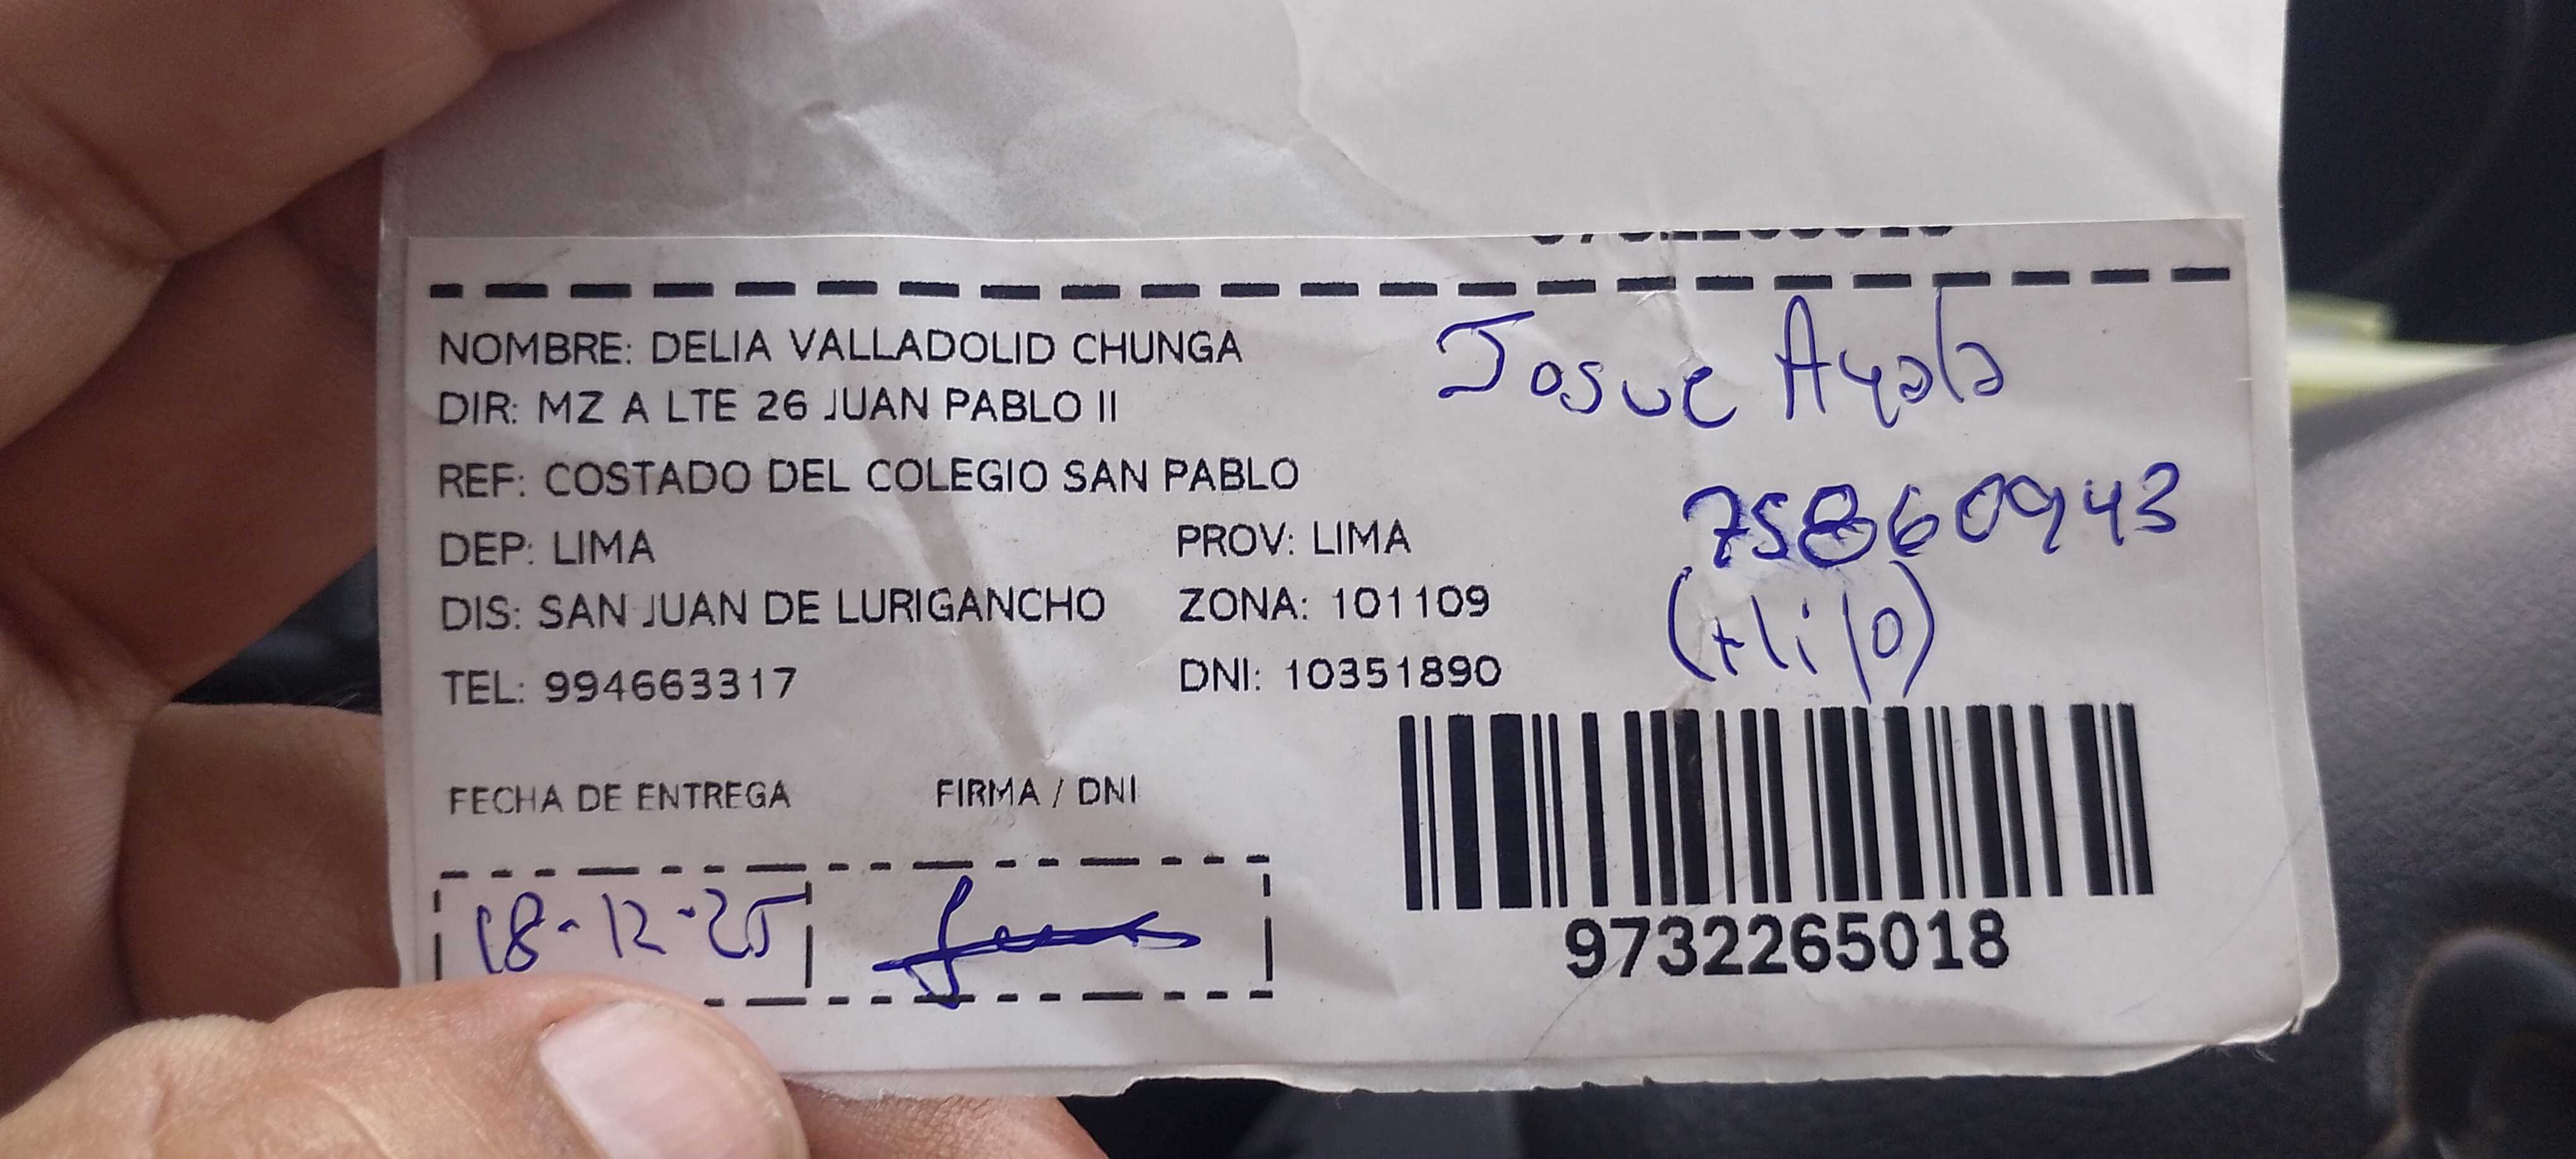 NOMBRE: DELIA VALLADOLID CHUNGA
Josue Ayala
DIR: MZ A LTE 26 JUAN PABLO II
REF: COSTADO DEL COLEGIO SAN PABLO
75860943
DEP: LIMA PROV: LIMA
DIS: SAN JUAN DE LURIGANCHO ZONA: 101109
TEL: 994663317 DNI: 10351890
FECHA DE ENTREGA FIRMA / DNI
18-12-25
9732265018